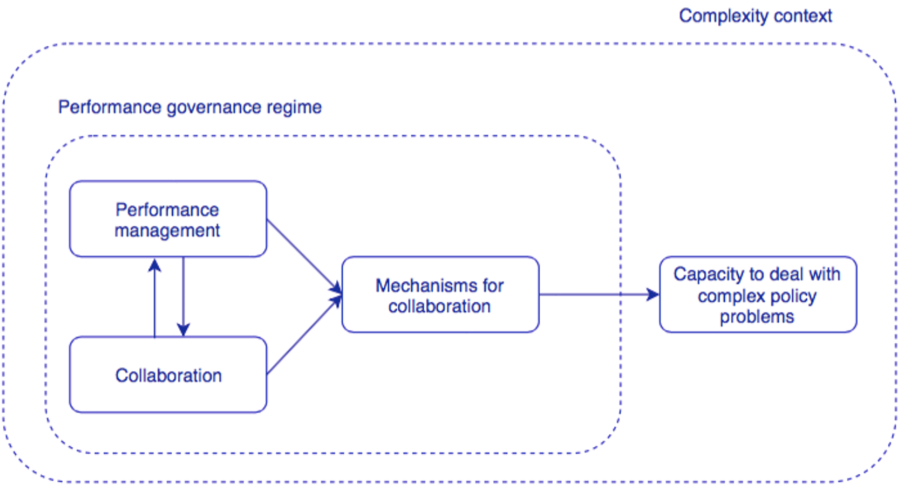 Complexity context
Performance governance regime
Performance
management
Mechanisms for
collaboration
Capacity to deal with
complex policy
problems
Collaboration